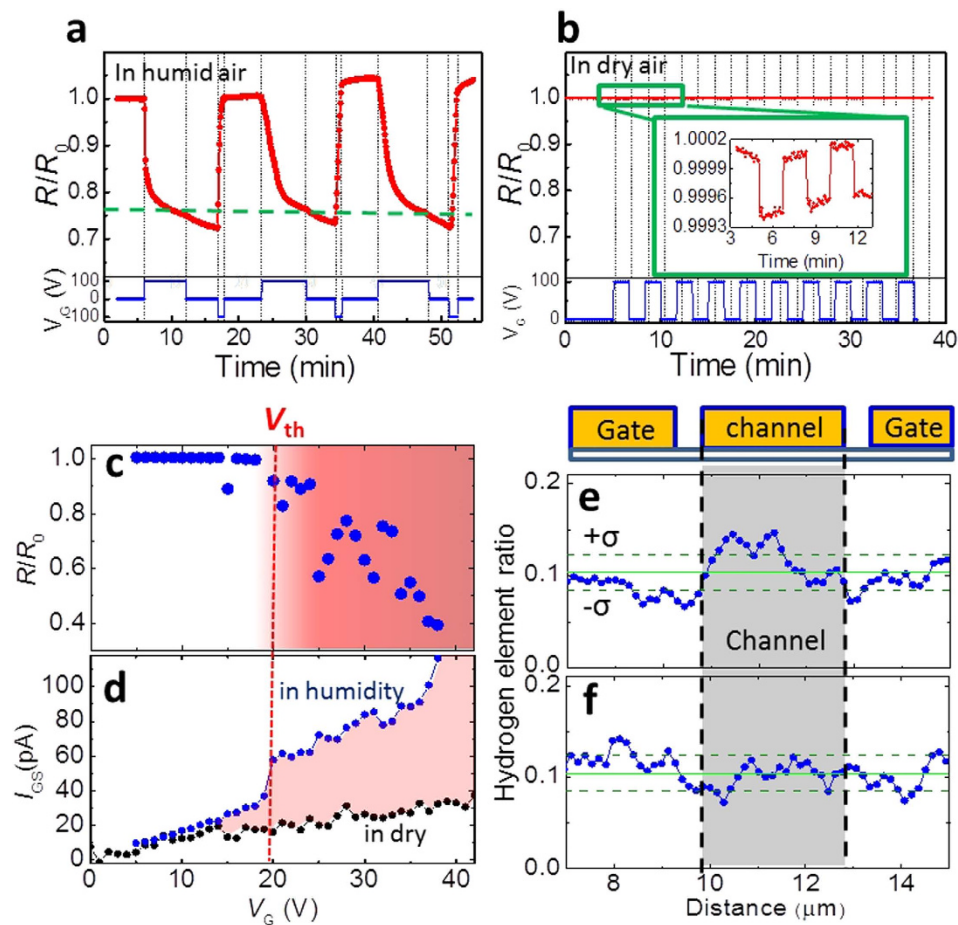 a
In humid air
R/R0
1.0
0.9
0.8
0.7
VG (V)
100
0
-100
0 10 20 30 40 50
Time (min)
b
In dry air
R/R0
1.0
0.9
0.8
0.7
1.0002
0.9999
0.9996
0.9993
3 6 9 12
Time (min)
VG (V)
100
0
0 10 20 30 40
Time (min)
Vth
c
R/R0
1.0
0.8
0.6
0.4
d
in humidity
in dry
IGS(pA)
100
80
60
40
20
0
0 10 20 30 40
VG (V)
Gate channel Gate
Hydrogen element ratio
e
0.2
0.1
0.0
+σ
-σ
Channel
f
0.2
0.1
0.0
8 10 12 14
Distance (μm)